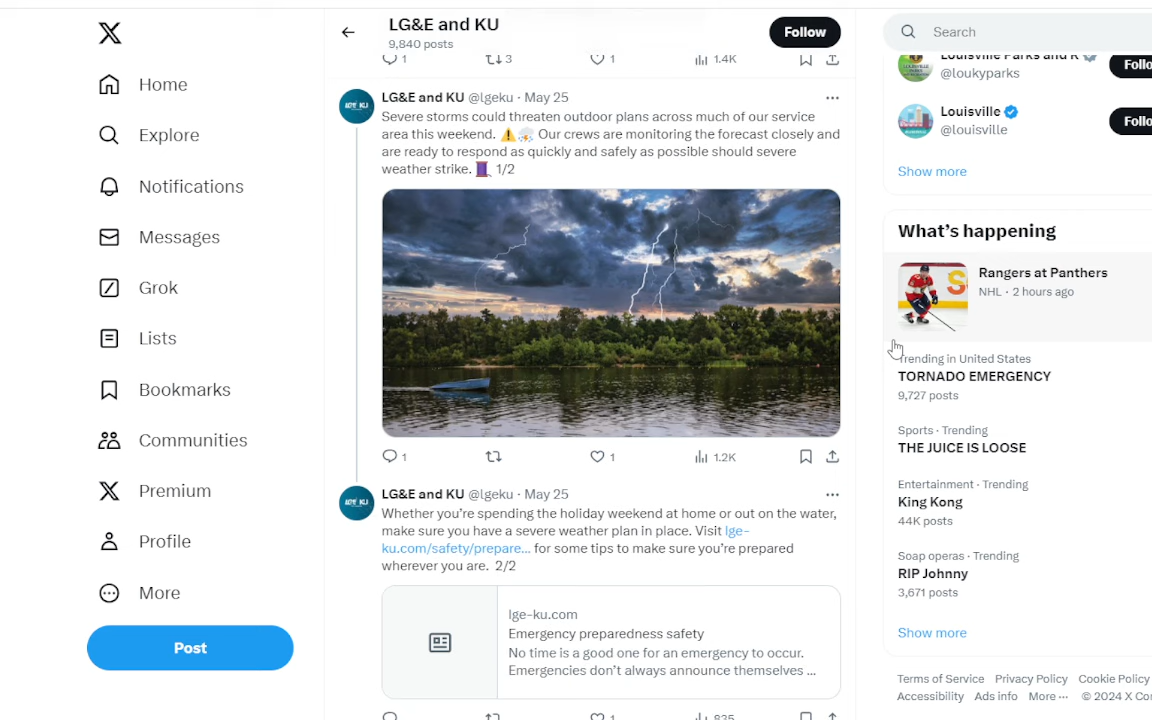 Home
Explore
Notifications
Messages
Grok
Lists
Bookmarks
Communities
Premium
Profile
More
Post
LG&E and KU
9,840 posts
Follow
1 3 1 1.4K
LG&E and KU @lgeku · May 25
Severe storms could threaten outdoor plans across much of our service
area this weekend. ⚠️⛈️ Our crews are monitoring the forecast closely and
are ready to respond as quickly and safely as possible should severe
weather strike. 🧵 1/2
1 1 1.2K
LG&E and KU @lgeku · May 25
Whether you're spending the holiday weekend at home or out on the water,
make sure you have a severe weather plan in place. Visit lge-
ku.com/safety/prepare... for some tips to make sure you're prepared
wherever you are. 2/2
lge-ku.com
Emergency preparedness safety
No time is a good one for an emergency to occur.
Emergencies don't always announce themselves ...
Search
Louisville Parks and R
@loukyparks
Follo
Louisville
@louisville
Follo
Show more
What's happening
Rangers at Panthers
NHL · 2 hours ago
Trending in United States
TORNADO EMERGENCY
9,727 posts
Sports · Trending
THE JUICE IS LOOSE
Entertainment · Trending
King Kong
44K posts
Soap operas · Trending
RIP Johnny
3,671 posts
Show more
Terms of Service Privacy Policy Cookie Policy
Accessibility Ads info More ··· © 2024 X Cor